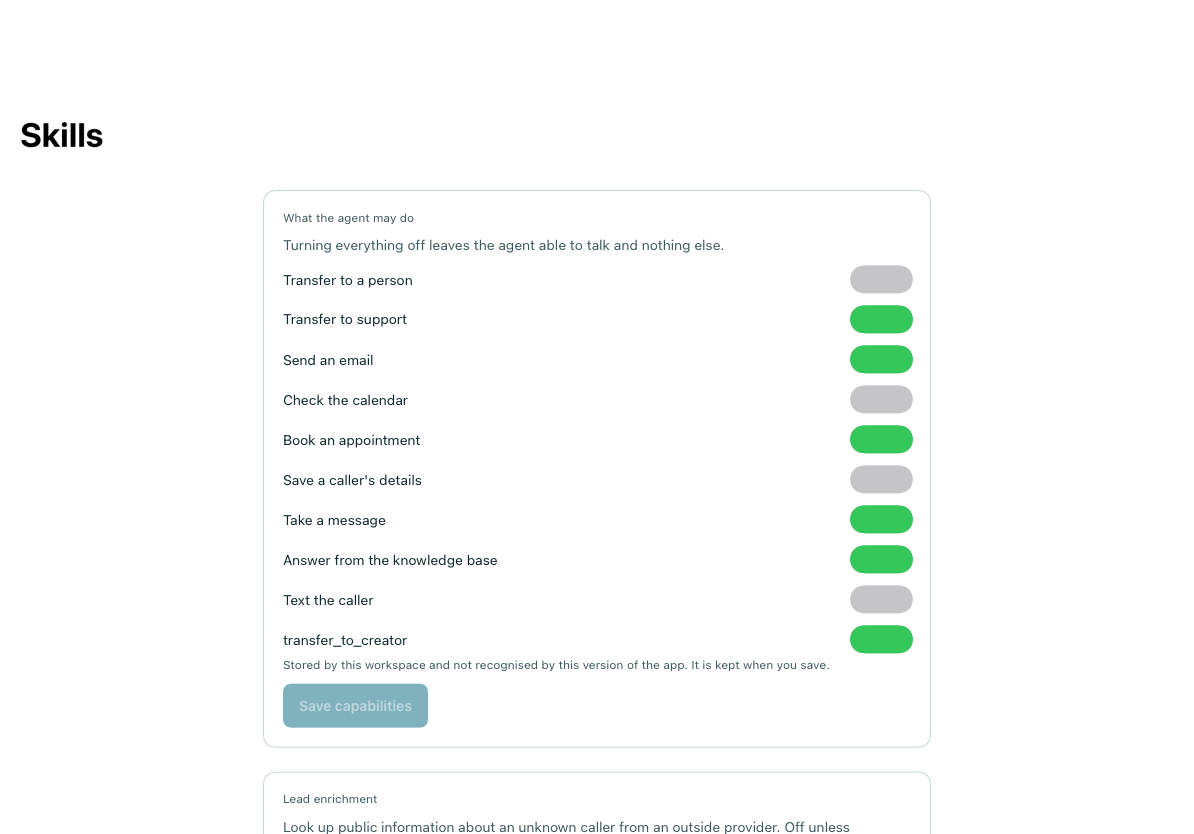 Skills
What the agent may do
Turning everything off leaves the agent able to talk and nothing else.
Transfer to a person
Transfer to support
Send an email
Check the calendar
Book an appointment
Save a caller's details
Take a message
Answer from the knowledge base
Text the caller
transfer_to_creator
Stored by this workspace and not recognised by this version of the app. It is kept when you save.
Save capabilities
Lead enrichment
Look up public information about an unknown caller from an outside provider. Off unless